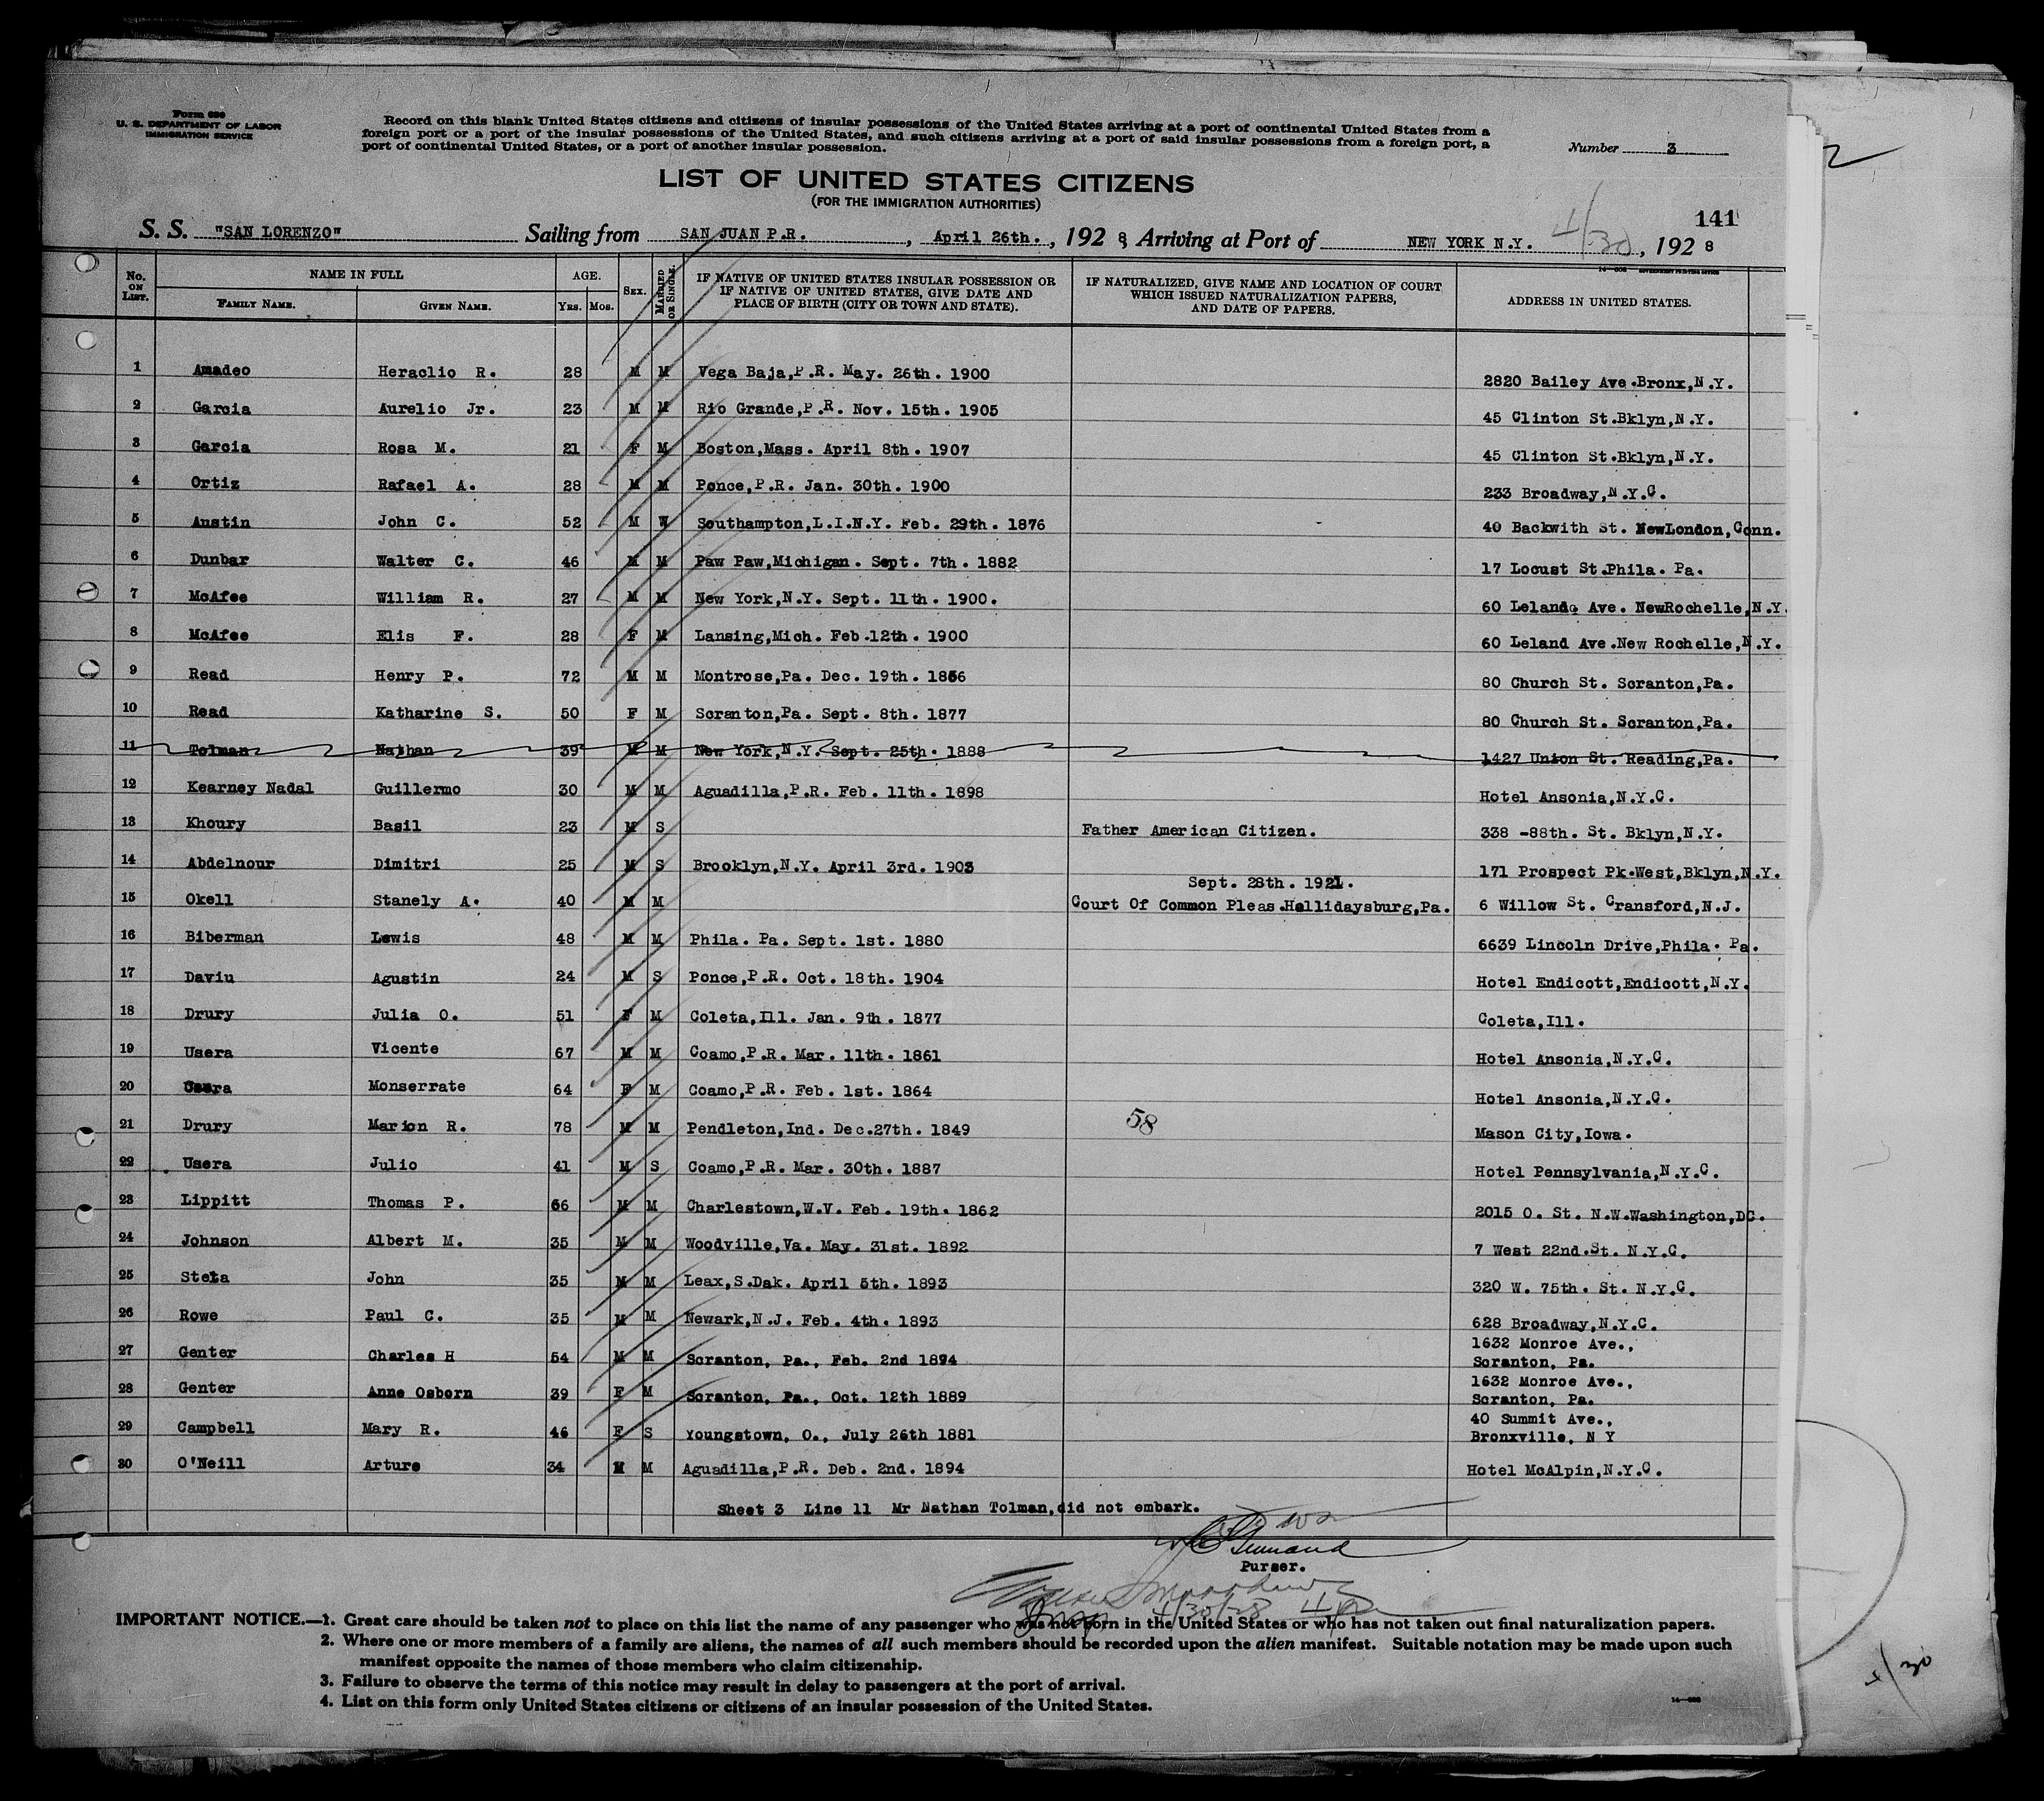 Form 630
U. S. DEPARTMENT OF LABOR
IMMIGRATION SERVICE
Record on this blank United States citizens and citizens of insular possessions of the United States arriving at a port of continental United States from a
foreign port or a port of the insular possessions of the United States, and such citizens arriving at a port of said insular possessions from a foreign port, a
port of continental United States, or a port of another insular possession.
Number 3
LIST OF UNITED STATES CITIZENS
(FOR THE IMMIGRATION AUTHORITIES)
141
S. S. "SAN LORENZO" Sailing from SAN JUAN P.R. , April 26th. , 1928, Arriving at Port of NEW YORK N.Y. 4/30 , 1928
No. ON LIST. NAME IN FULL FAMILY NAME. GIVEN NAME. AGE. YRS. MOS. SEX. MARRIED OR SINGLE. IF NATIVE OF UNITED STATES INSULAR POSSESSION OR IF NATIVE OF UNITED STATES, GIVE DATE AND PLACE OF BIRTH (CITY OR TOWN AND STATE). IF NATURALIZED, GIVE NAME AND LOCATION OF COURT WHICH ISSUED NATURALIZATION PAPERS, AND DATE OF PAPERS. ADDRESS IN UNITED STATES.
1 Amadeo Heraclio R. 28 M M Vega Baja,P.R. May. 26th. 1900 2820 Bailey Ave.Bronx,N.Y.
2 Garcia Aurelio Jr. 23 M M Rio Grande,P.R. Nov. 15th. 1905 45 Clinton St.Bklyn,N.Y.
3 Garcia Rosa M. 21 F M Boston,Mass. April 8th. 1907 45 Clinton St.Bklyn,N.Y.
4 Ortiz Rafael A. 28 M M Ponce,P.R. Jan. 30th. 1900 233 Broadway,N.Y.C.
5 Austin John C. 52 M W Southampton,L.I.N.Y. Feb. 29th. 1876 40 Backwith St. NewLondon,Conn.
6 Dunbar Walter C. 46 M M Paw Paw,Michigan. Sept. 7th. 1882 17 Locust St.Phila. Pa.
7 McAfee William R. 27 M M New York,N.Y. Sept. 11th. 1900. 60 Leland Ave. NewRochelle,N.Y.
8 McAfee Elis F. 28 F M Lansing,Mich. Feb.12th. 1900 60 Leland Ave.New Rochelle,N.Y.
9 Read Henry P. 72 M M Montrose,Pa. Dec. 19th. 1856 80 Church St. Scranton,Pa.
10 Read Katharine S. 50 F M Scranton,Pa. Sept. 8th. 1877 80 Church St. Scranton,Pa.
11 Tolman Nathan 39 M M New York,N.Y. Sept. 25th. 1888 1427 Union St. Reading,Pa.
12 Kearney Nadal Guillermo 30 M M Aguadilla,P.R. Feb. 11th. 1898 Hotel Ansonia,N.Y.C.
13 Khoury Basil 23 M S Father American Citizen. 338 -88th. St. Bklyn,N.Y.
14 Abdelnour Dimitri 25 M S Brooklyn,N.Y. April 3rd. 1903 171 Prospect Pk.West,Bklyn,N.Y.
Sept. 28th. 1921.
15 Okell Stanely A. 40 M M Court Of Common Pleas.Hollidaysburg,Pa. 6 Willow St. Cransford,N.J.
16 Biberman Lewis 48 M M Phila. Pa. Sept. 1st. 1880 6639 Lincoln Drive,Phila. Pa.
17 Daviu Agustin 24 M S Ponce,P.R. Oct. 18th. 1904 Hotel Endicott,Endicott,N.Y.
18 Drury Julia O. 51 F M Coleta,Ill. Jan. 9th. 1877 Coleta,Ill.
19 Usera Vicente 67 M M Coamo,P.R. Mar. 11th. 1861 Hotel Ansonia,N.Y.C.
20 Usera Monserrate 64 F M Coamo,P.R. Feb. 1st. 1864 Hotel Ansonia,N.Y.C.
21 Drury Marion R. 78 M M Pendleton,Ind. Dec.27th. 1849 58 Mason City,Iowa.
22 Usera Julio 41 M S Coamo,P.R. Mar. 30th. 1887 Hotel Pennsylvania,N.Y.C.
23 Lippitt Thomas P. 66 M M Charlestown,W.V. Feb. 19th. 1862 2015 O. St. N.W.Washington,DC.
24 Johnson Albert M. 35 M M Woodville,Va. May. 31st. 1892 7 West 22nd.St. N.Y.C.
25 Steta John 35 M M Leax,S.Dak. April 5th. 1893 320 W. 75th. St. N.Y.C.
26 Rowe Paul C. 35 M M Newark,N.J. Feb. 4th. 1893 628 Broadway,N.Y.C.
27 Genter Charles H 54 M M Scranton, Pa., Feb. 2nd 1874 1632 Monroe Ave., Scranton, Pa.
28 Genter Anne Osborn 39 F M Scranton, Pa., Oct. 12th 1889 1632 Monroe Ave., Scranton, Pa.
29 Campbell Mary R. 46 F S Youngstown, O., July 26th 1881 40 Summit Ave., Bronxville, N Y
30 O'Neill Arture 34 M M Aguadilla,P.R. Deb. 2nd. 1894 Hotel McAlpin,N.Y.C.
Sheet 3 Line 11 Mr Nathan Tolman,did not embark.
Purser.
4/30/28
IMPORTANT NOTICE.—1. Great care should be taken not to place on this list the name of any passenger who was not born in the United States or who has not taken out final naturalization papers.
2. Where one or more members of a family are aliens, the names of all such members should be recorded upon the alien manifest. Suitable notation may be made upon such
manifest opposite the names of those members who claim citizenship.
3. Failure to observe the terms of this notice may result in delay to passengers at the port of arrival.
4. List on this form only United States citizens or citizens of an insular possession of the United States.
4/30